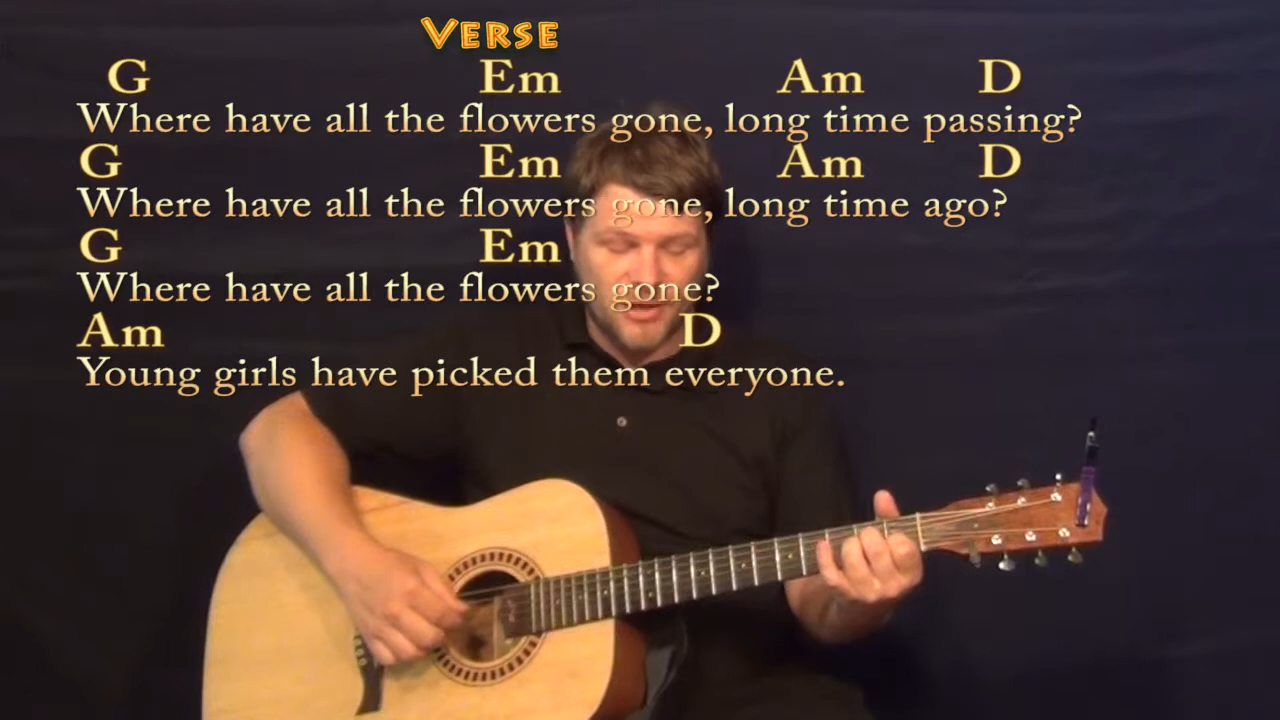 VERSE
G Em Am D
Where have all the flowers gone, long time passing?
G Em Am D
Where have all the flowers gone, long time ago?
G Em
Where have all the flowers gone?
Am D
Young girls have picked them everyone.